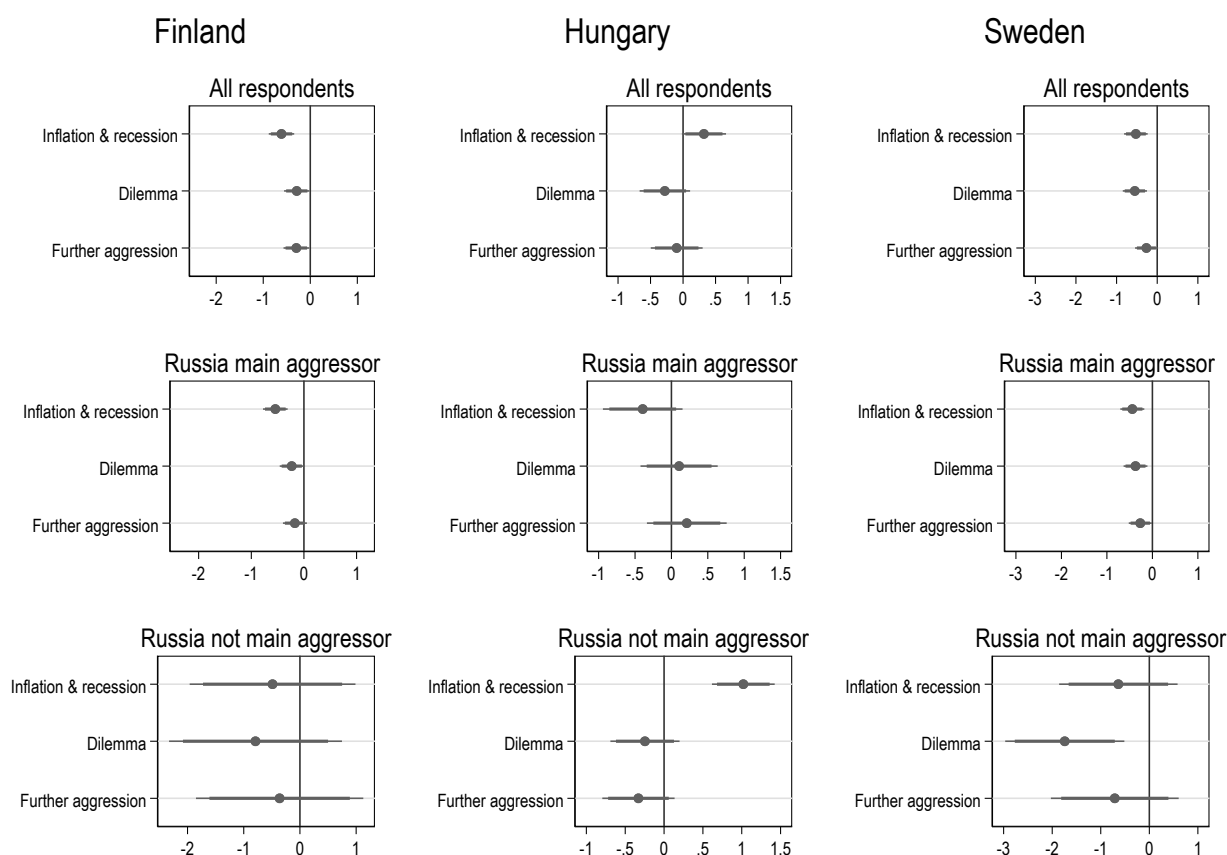 Finland
Hungary
Sweden
All respondents
Inflation & recession
Dilemma
Further aggression
-2 -1 0 1
All respondents
Inflation & recession
Dilemma
Further aggression
-1 -.5 0 .5 1 1.5
All respondents
Inflation & recession
Dilemma
Further aggression
-3 -2 -1 0 1
Russia main aggressor
Inflation & recession
Dilemma
Further aggression
-2 -1 0 1
Russia main aggressor
Inflation & recession
Dilemma
Further aggression
-1 -.5 0 .5 1 1.5
Russia main aggressor
Inflation & recession
Dilemma
Further aggression
-3 -2 -1 0 1
Russia not main aggressor
Inflation & recession
Dilemma
Further aggression
-2 -1 0 1
Russia not main aggressor
Inflation & recession
Dilemma
Further aggression
-1 -.5 0 .5 1 1.5
Russia not main aggressor
Inflation & recession
Dilemma
Further aggression
-3 -2 -1 0 1